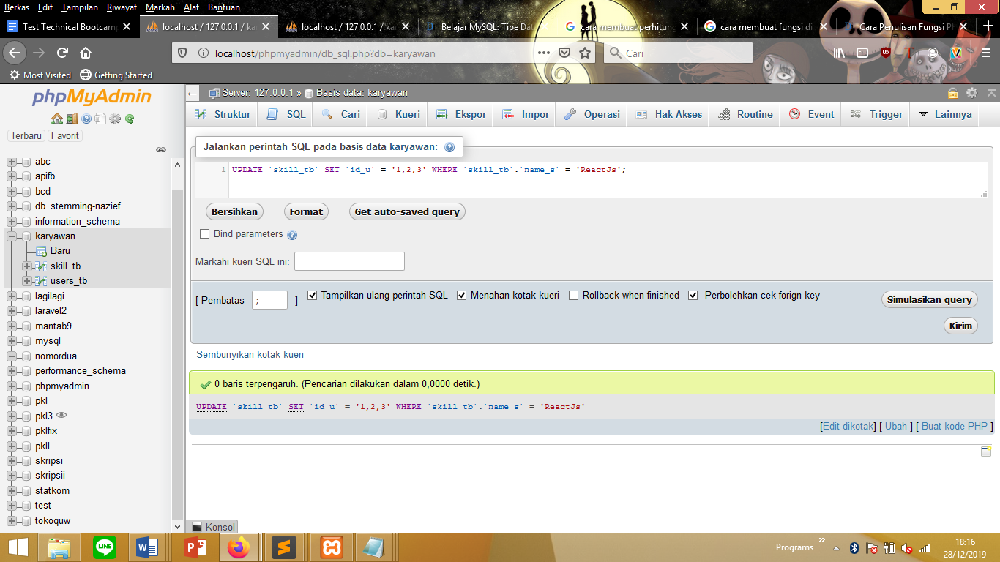 Berkas Edit Tampilan Riwayat Markah Alat Bantuan
Test Technical Bootcamp localhost / 127.0.0.1 / ka localhost / 127.0.0.1 / ka Belajar MySQL: Tipe Dat cara membuat perhitung cara membuat fungsi di Cara Penulisan Fungsi PH
localhost/phpmyadmin/db_sql.php?db=karyawan Cari
Most Visited Getting Started
phpMyAdmin
Terbaru Favorit
abc
apifb
bcd
db_stemming-nazief
information_schema
karyawan
Baru
skill_tb
users_tb
lagilagi
laravel2
mantab9
mysql
nomordua
performance_schema
phpmyadmin
pkl
pkl3
pklfix
pkll
skripsi
skripsii
statkom
test
tokoquw
Server: 127.0.0.1 » Basis data: karyawan
Struktur SQL Cari Kueri Ekspor Impor Operasi Hak Akses Routine Event Trigger Lainnya
Jalankan perintah SQL pada basis data karyawan:
1 UPDATE `skill_tb` SET `id_u` = '1,2,3' WHERE `skill_tb`.`name_s` = 'ReactJs';
Bersihkan Format Get auto-saved query
Bind parameters
Markahi kueri SQL ini:
[ Pembatas ; ] Tampilkan ulang perintah SQL Menahan kotak kueri Rollback when finished Perbolehkan cek forign key Simulasikan query
Kirim
Sembunyikan kotak kueri
0 baris terpengaruh. (Pencarian dilakukan dalam 0,0000 detik.)
UPDATE `skill_tb` SET `id_u` = '1,2,3' WHERE `skill_tb`.`name_s` = 'ReactJs'
[Edit dikotak] [ Ubah ] [ Buat kode PHP ]
Konsol
Programs »
18:16
28/12/2019